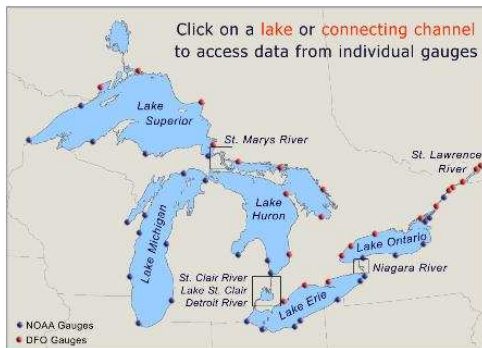 Click on a lake or connecting channel
to access data from individual gauges
Lake
Superior
St. Marys River
St. Lawrence
River
Lake
Huron
Lake Michigan
Lake Ontario
Niagara River
St. Clair River
Lake St. Clair
Detroit River
Lake Erie
NOAA Gauges
DFO Gauges